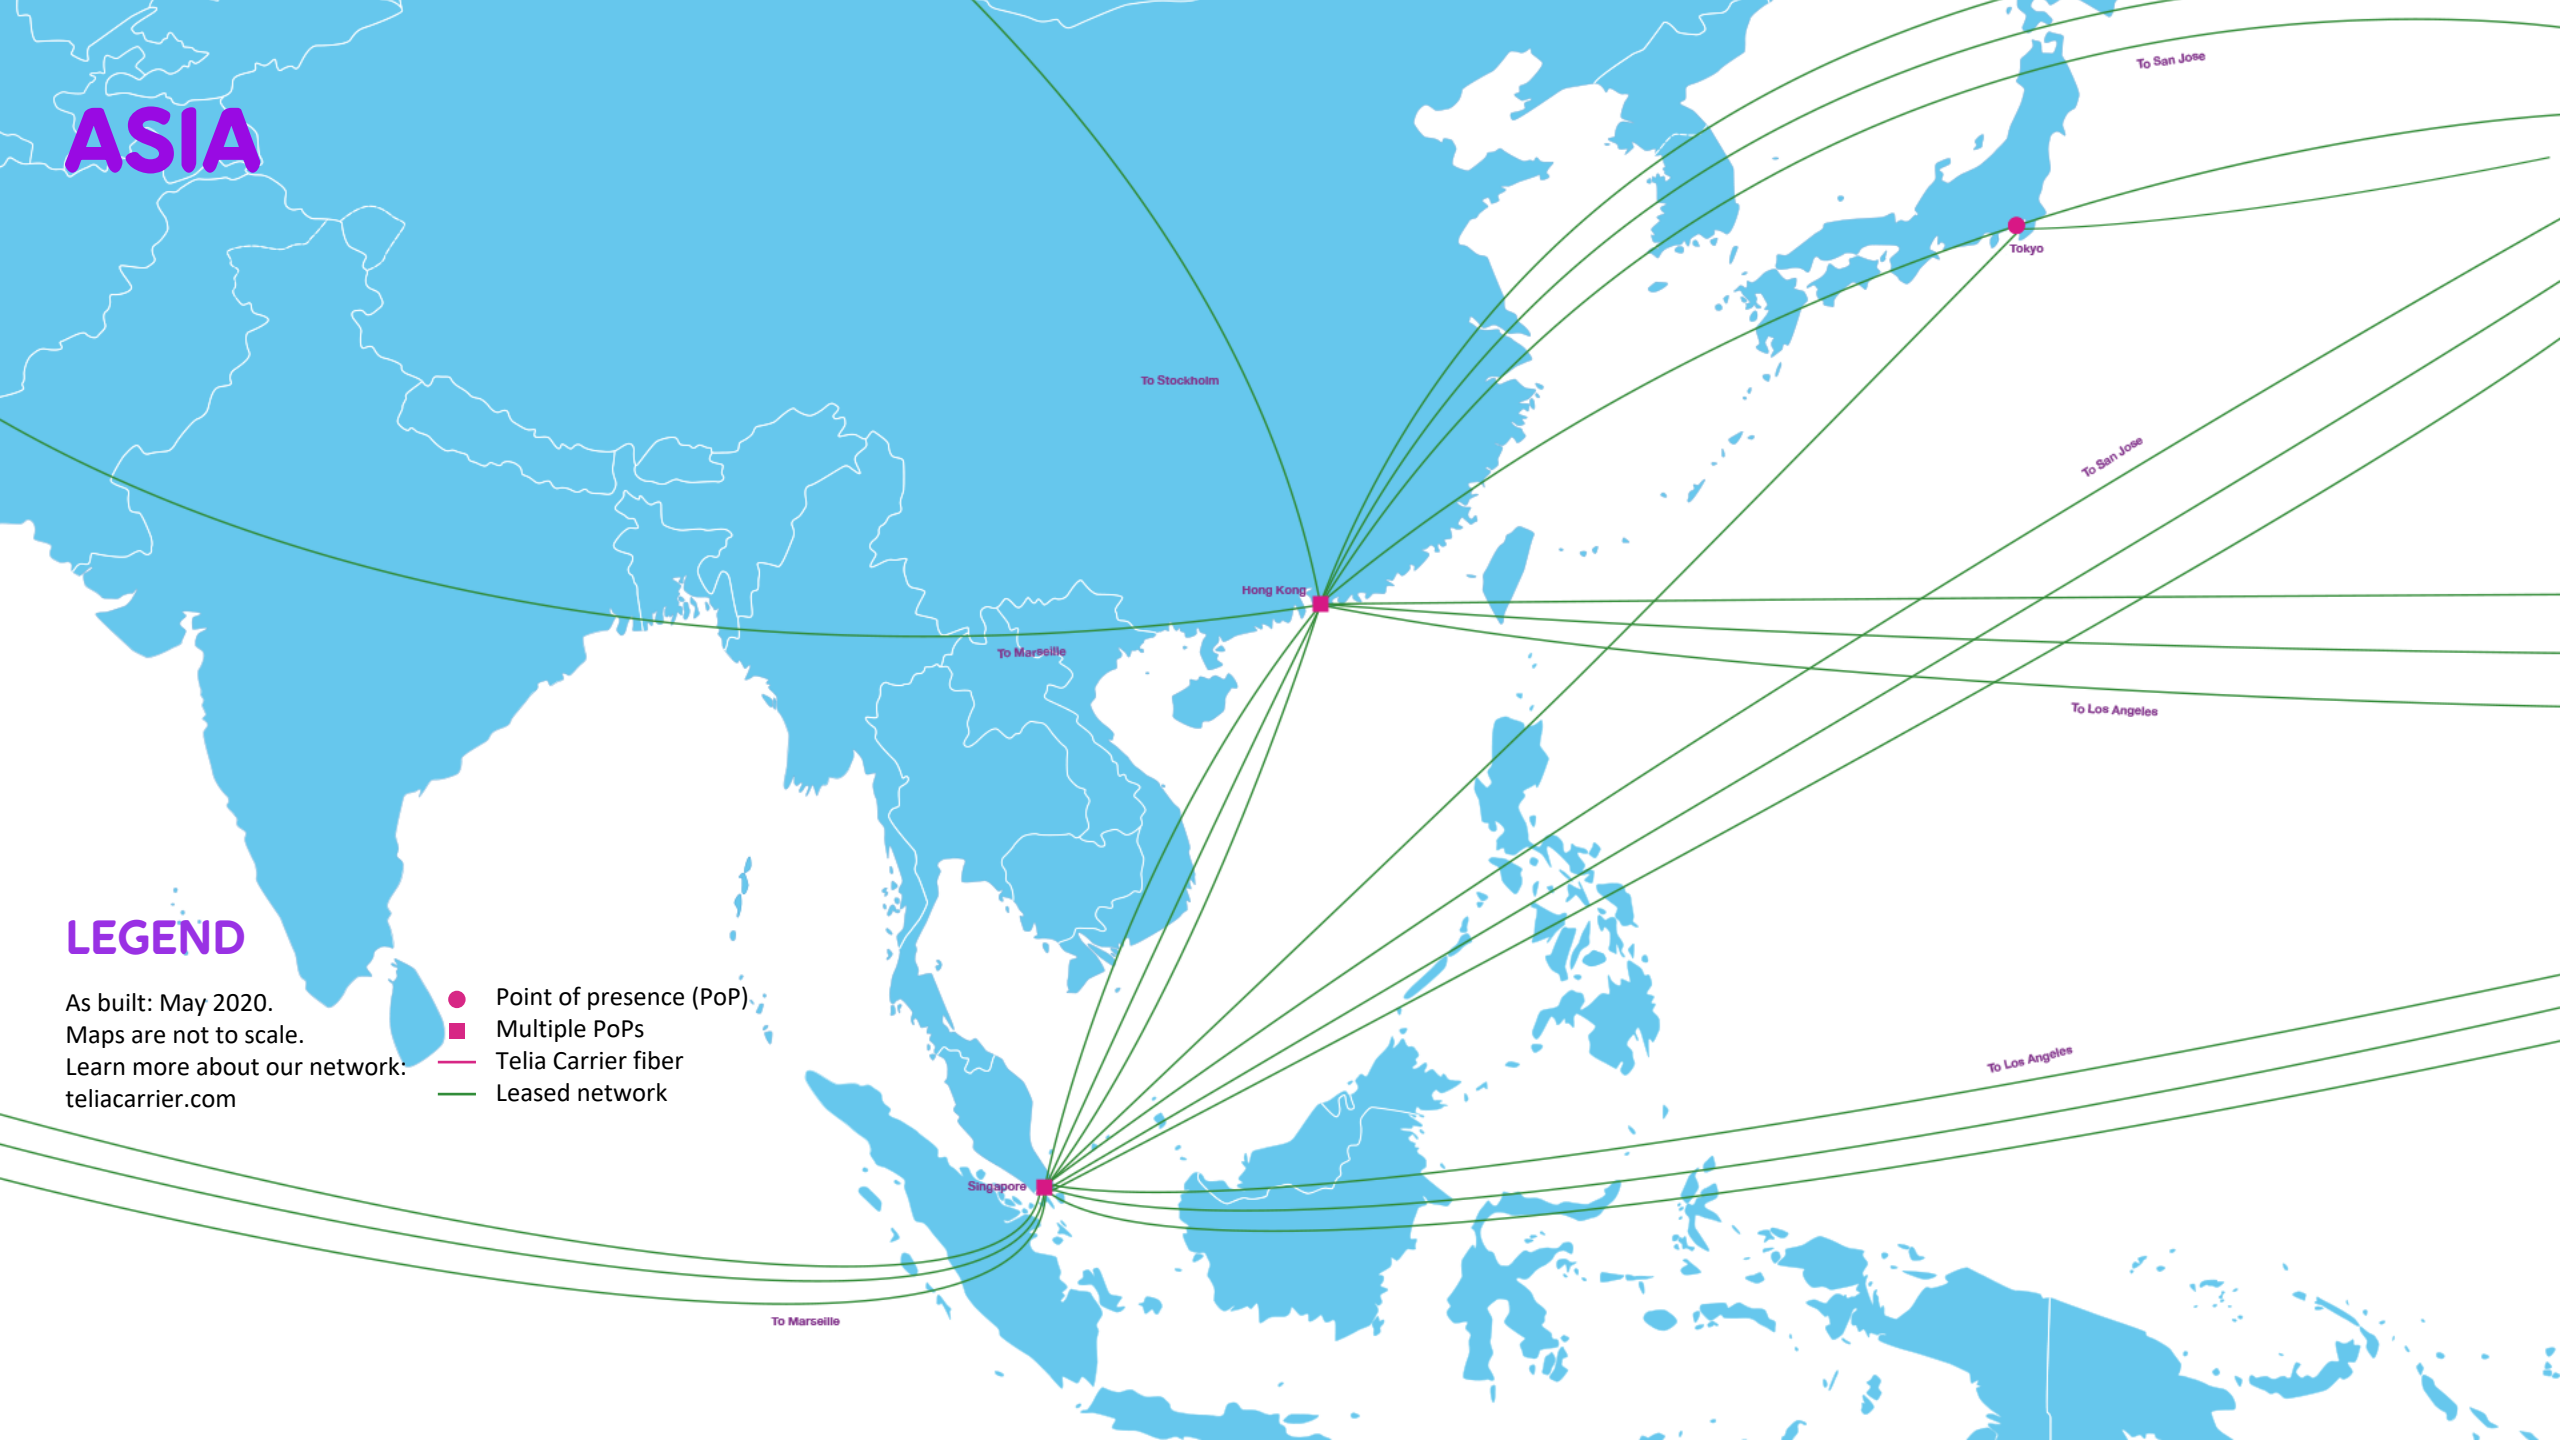 ASIA
To San Jose
Tokyo
To Stockholm
To San Jose
Hong Kong
To Marseille
To Los Angeles
LEGEND
As built: May 2020.
Maps are not to scale.
Learn more about our network:
teliacarrier.com
Point of presence (PoP)
Multiple PoPs
Telia Carrier fiber
Leased network
To Los Angeles
Singapore
To Marseille